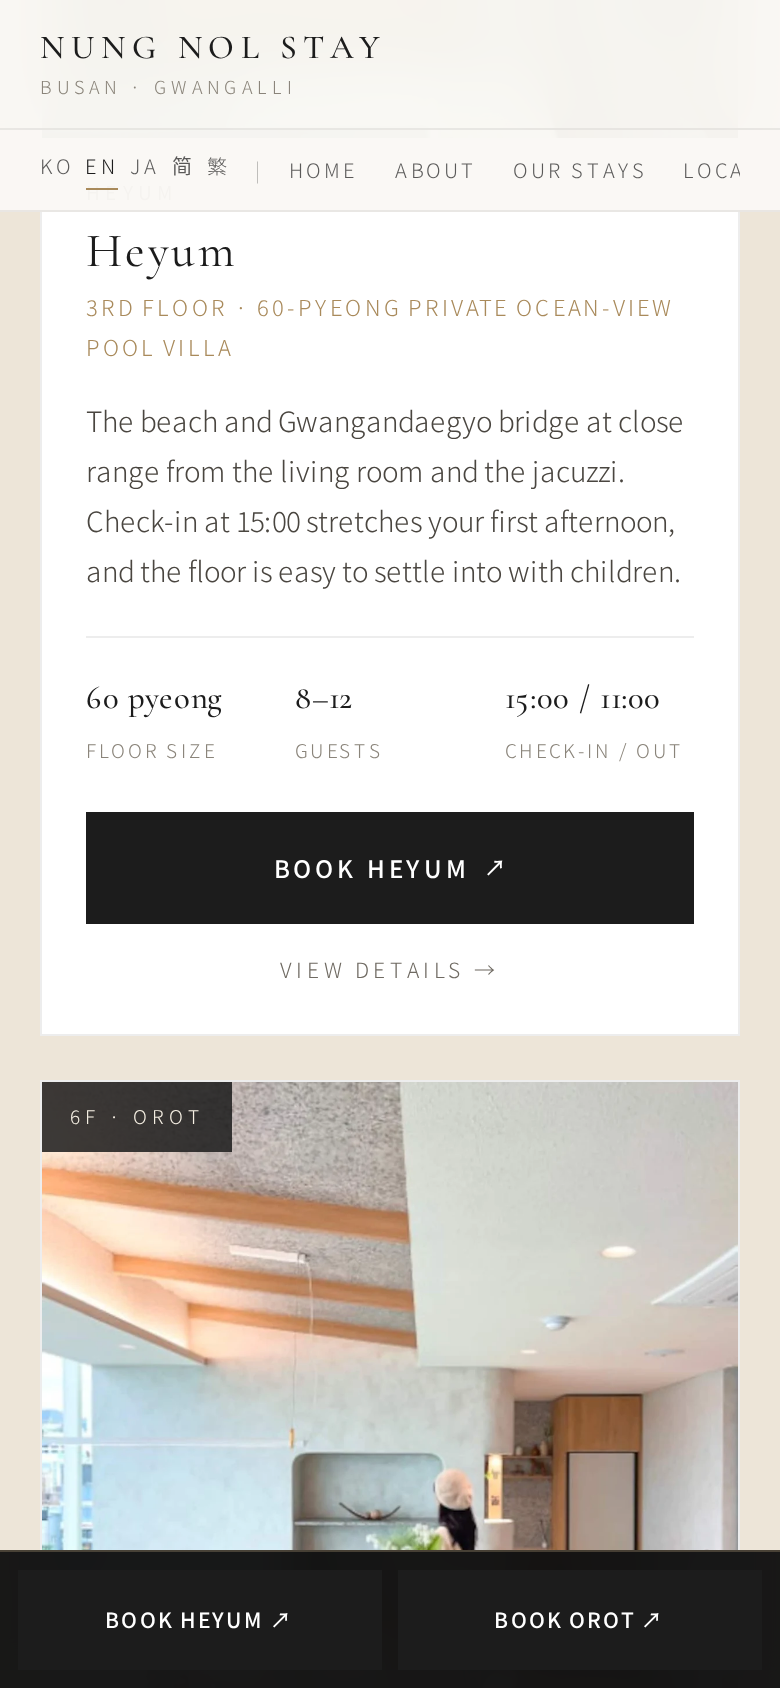 NUNG NOL STAY
BUSAN · GWANGALLI
KO EN JA 简 繁 | HOME ABOUT OUR STAYS LOCA
HEYUM
Heyum
3RD FLOOR · 60-PYEONG PRIVATE OCEAN-VIEW
POOL VILLA
The beach and Gwangandaegyo bridge at close
range from the living room and the jacuzzi.
Check-in at 15:00 stretches your first afternoon,
and the floor is easy to settle into with children.
60 pyeong 8–12 15:00 / 11:00
FLOOR SIZE GUESTS CHECK-IN / OUT
BOOK HEYUM ↗
VIEW DETAILS →
6F · OROT
BOOK HEYUM ↗ BOOK OROT ↗